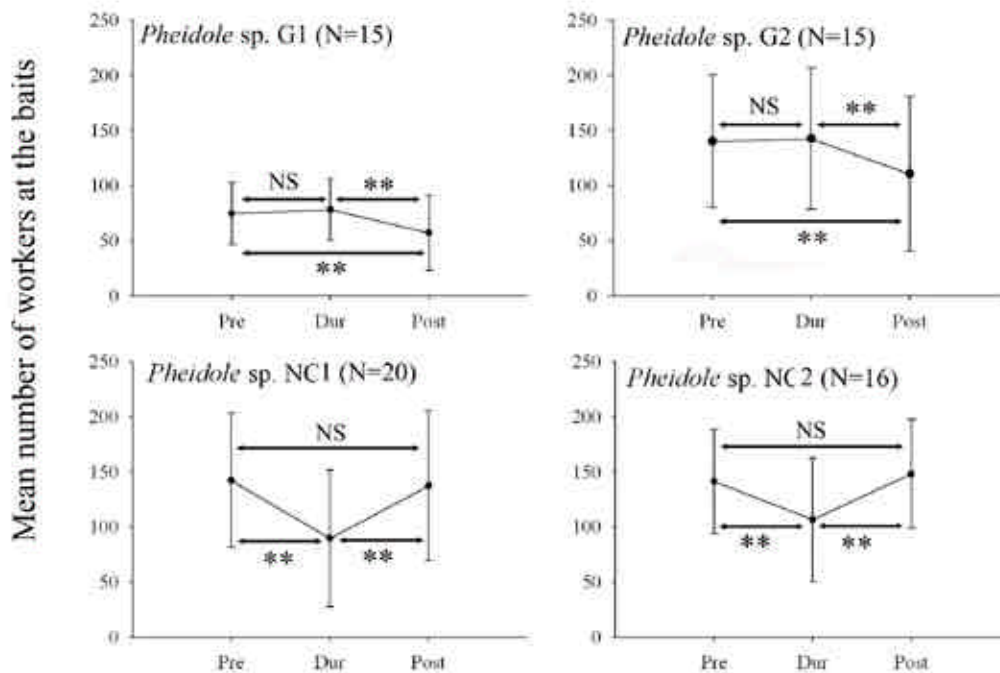 Mean number of workers at the baits
Pheidole sp. G1 (N=15)
250
200
150
100
50
0
NS
**
**
Pre
Dur
Post
Pheidole sp. G2 (N=15)
250
200
150
100
50
0
NS
**
**
Pre
Dur
Post
Pheidole sp. NC1 (N=20)
250
200
150
100
50
0
NS
**
**
Pre
Dur
Post
Pheidole sp. NC2 (N=16)
250
200
150
100
50
0
NS
**
**
Pre
Dur
Post